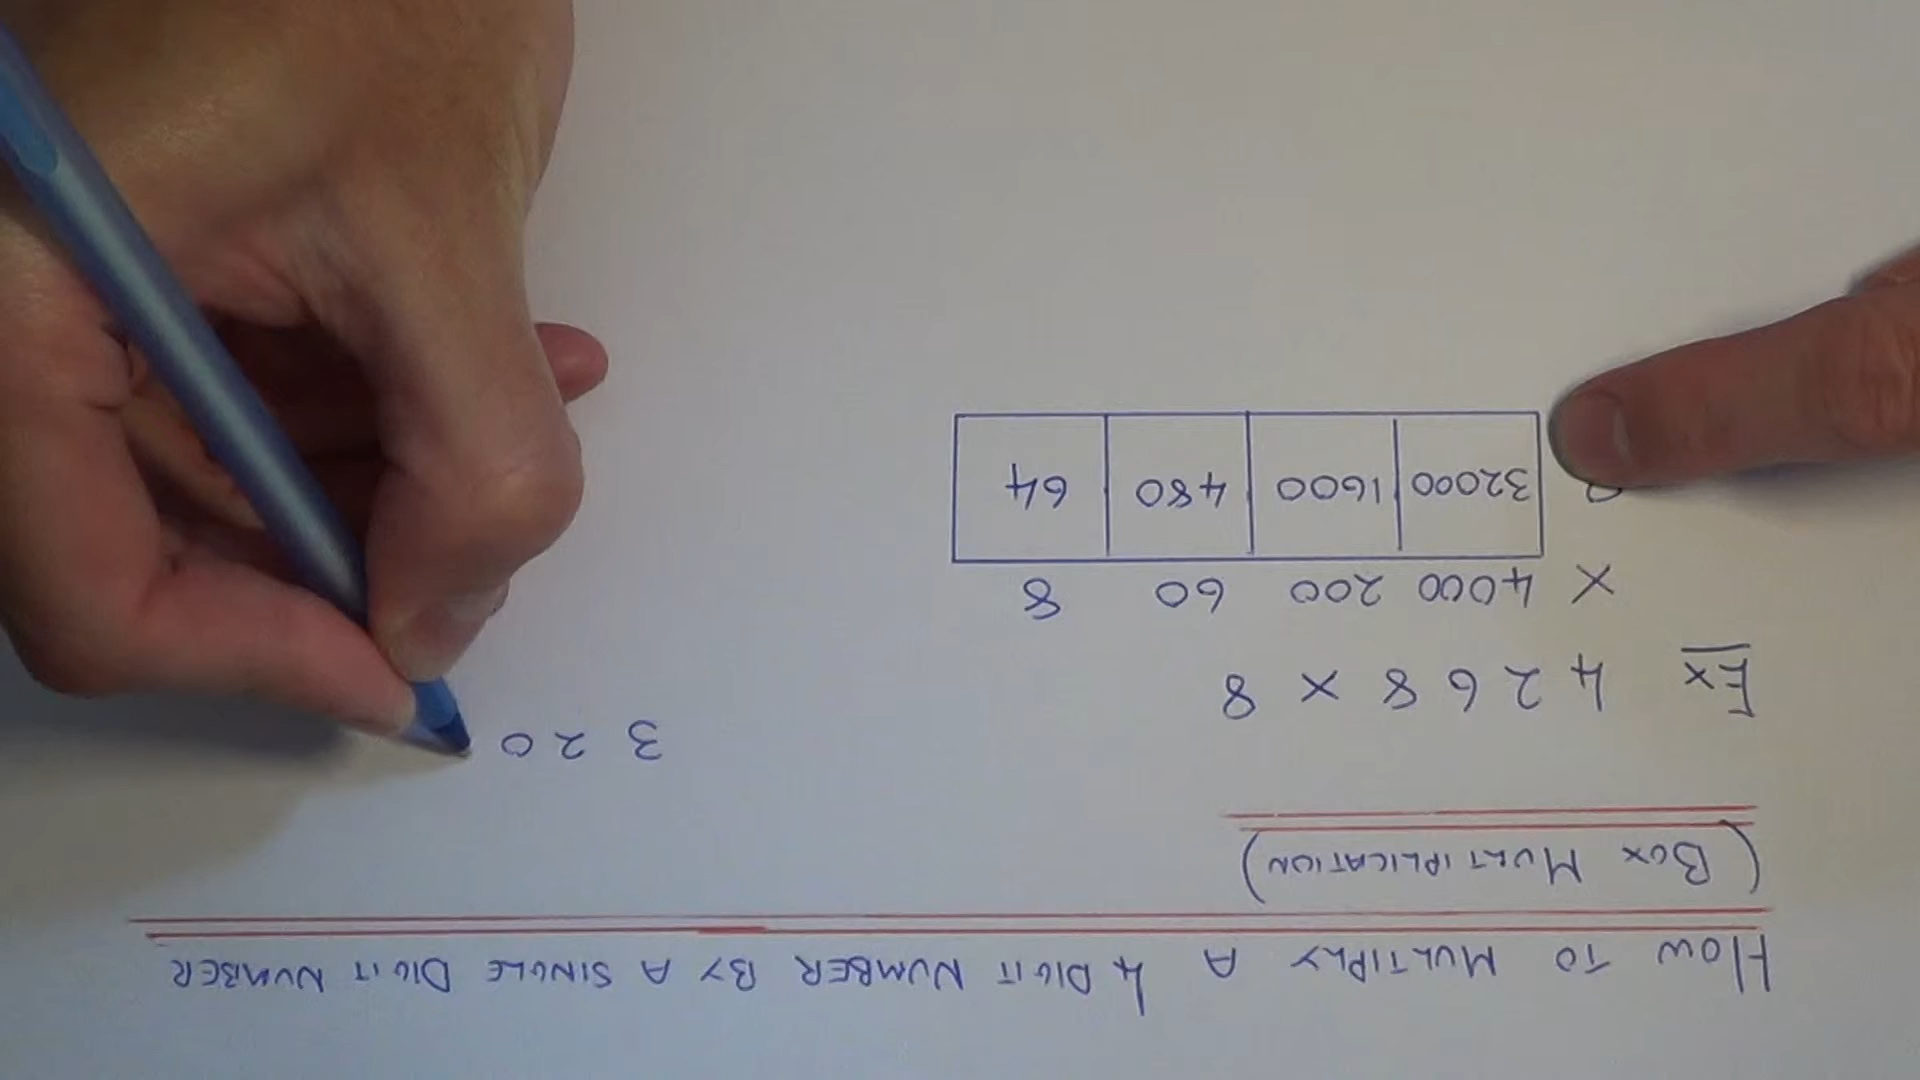 HOW TO MULTIPLY A 4 DIGIT NUMBER BY A SINGLE DIGIT NUMBER
(BOX MULTIPLICATION)
320
Ex 4268 x 8
x 4000 200 60 8
32000 1600 480 64